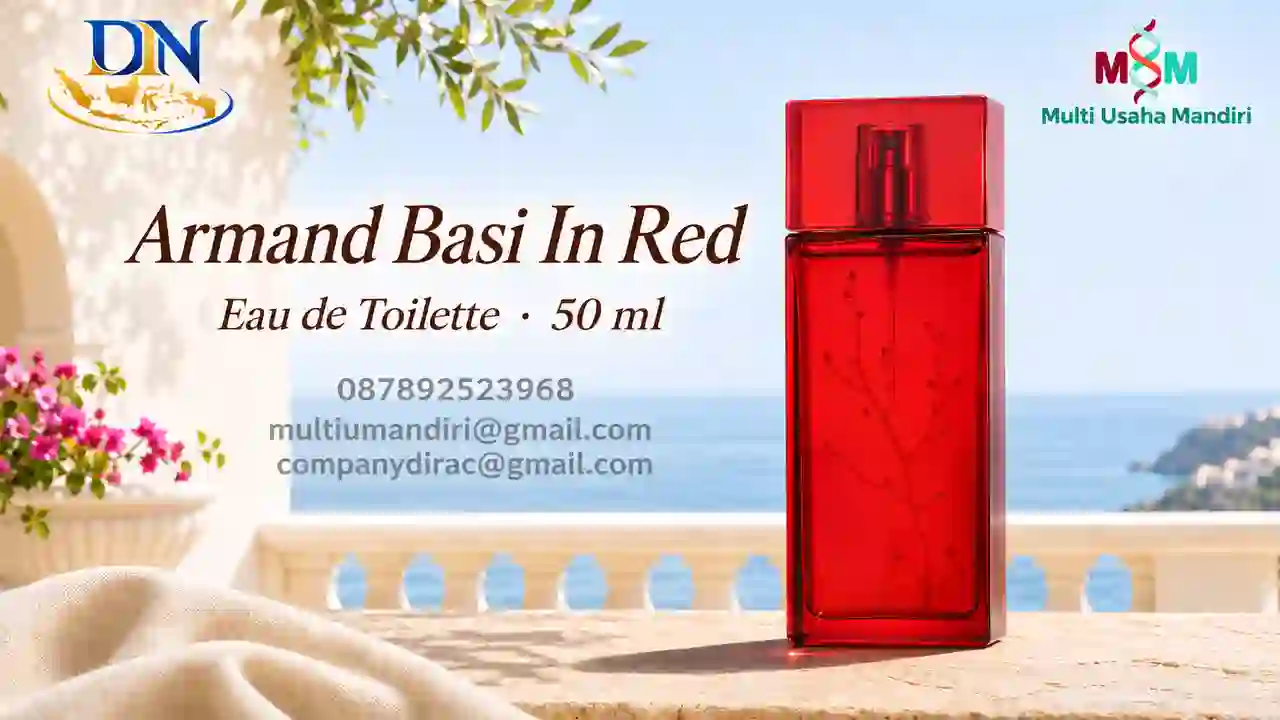 DN
MSM
Multi Usaha Mandiri
Armand Basi In Red
Eau de Toilette · 50 ml
087892523968
multiumandiri@gmail.com
companydirac@gmail.com